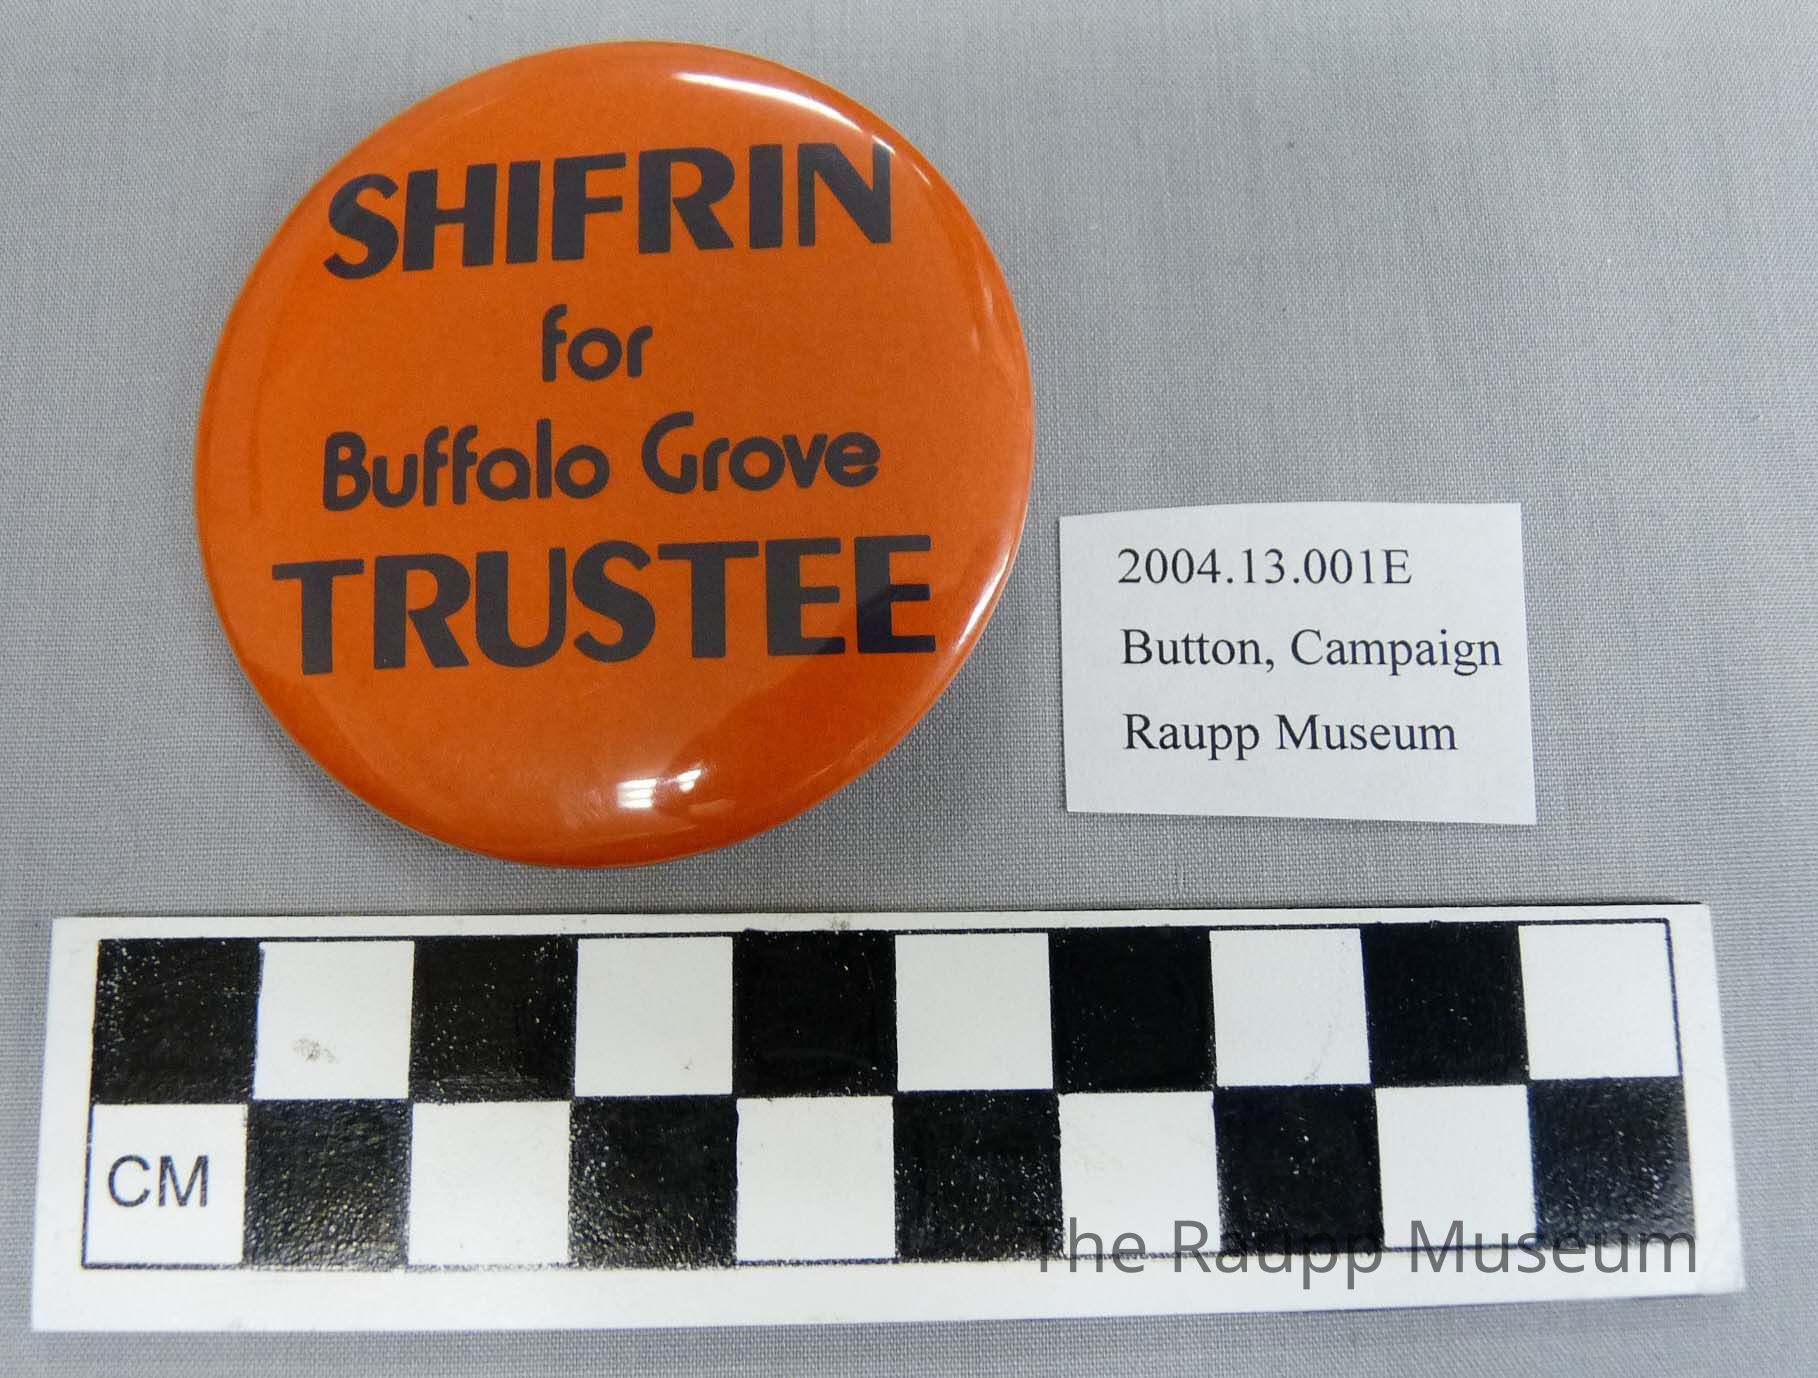 SHIFRIN
for
Buffalo Grove
TRUSTEE
2004.13.001E
Button, Campaign
Raupp Museum
CM
The Raupp Museum